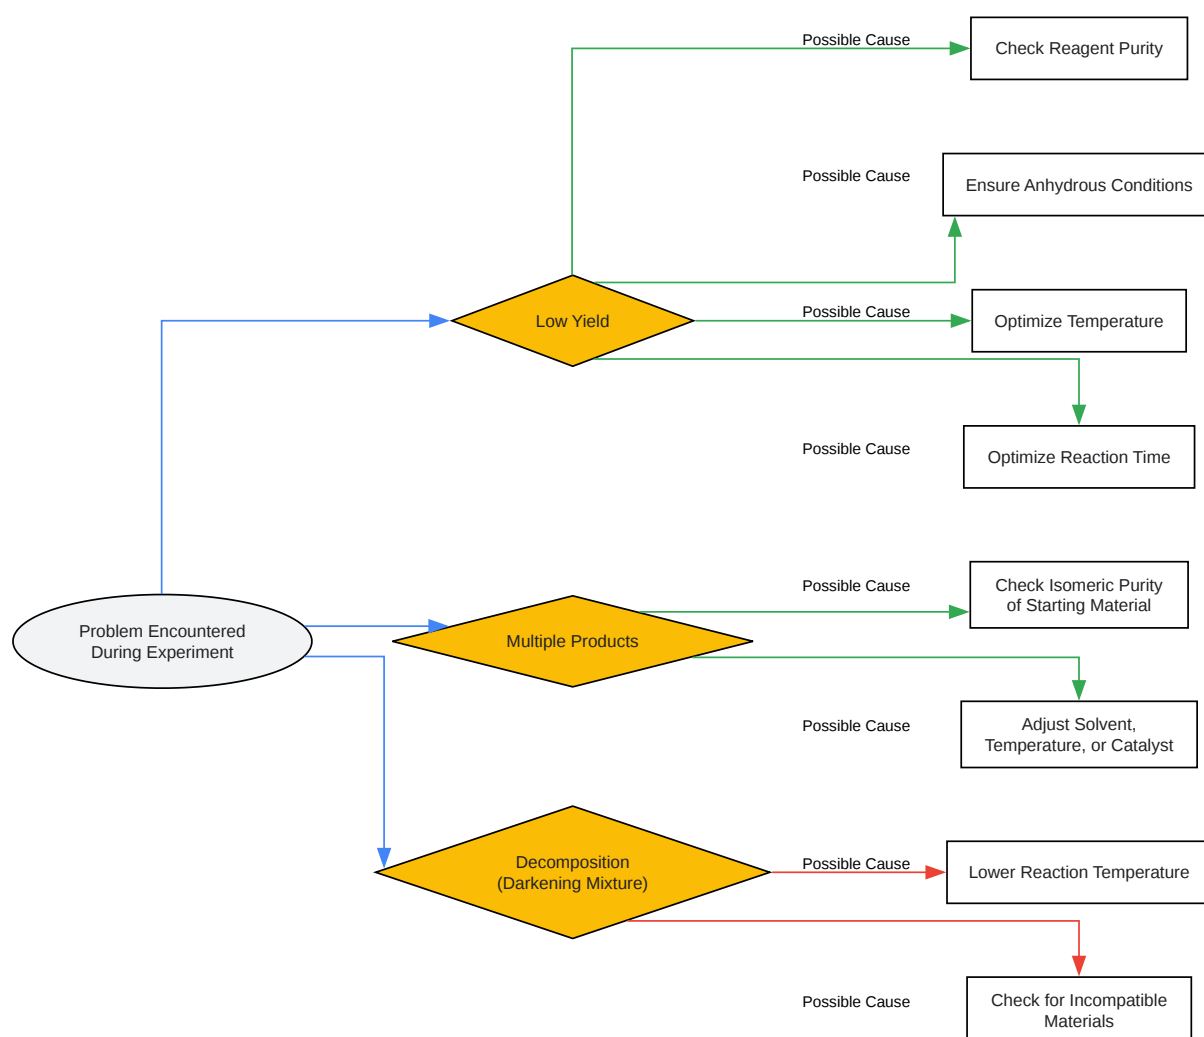 Possible Cause
Check Reagent Purity
Possible Cause
Ensure Anhydrous Conditions
Low Yield
Possible Cause
Optimize Temperature
Possible Cause
Optimize Reaction Time
Problem Encountered
During Experiment
Multiple Products
Possible Cause
Check Isomeric Purity
of Starting Material
Possible Cause
Adjust Solvent,
Temperature, or Catalyst
Decomposition
(Darkening Mixture)
Possible Cause
Lower Reaction Temperature
Possible Cause
Check for Incompatible
Materials